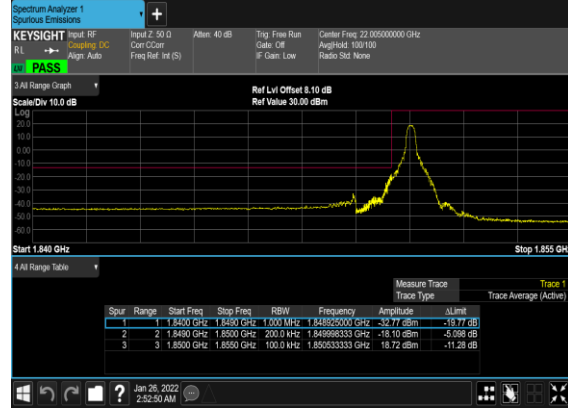 Spectrum Analyzer 1
Spurious Emissions
KEYSIGHT Input: RF Input Z: 50 Ω Atten: 40 dB Trig: Free Run Center Freq: 22.005000000 GHz
Coupling: DC Corr CCorr Gate: Off Avg|Hold: 100/100
RL Align: Auto Freq Ref: Int (S) IF Gain: Low Radio Std: None
PASS
3 All Range Graph
Ref Lvl Offset 8.10 dB
Scale/Div 10.0 dB Ref Value 30.00 dBm
Log
20.0
10.0
0.00
-10.0
-20.0
-30.0
-40.0
-50.0
-60.0
Start 1.840 GHz Stop 1.855 GH
4 All Range Table
Measure Trace Trace 1
Trace Type Trace Average (Active)
Spur Range Start Freq Stop Freq RBW Frequency Amplitude ΔLimit
1 1 1.8400 GHz 1.8490 GHz 1.000 MHz 1.848925000 GHz -32.77 dBm -19.77 dB
2 2 1.8490 GHz 1.8500 GHz 200.0 kHz 1.849998333 GHz -18.10 dBm -5.098 dB
3 3 1.8500 GHz 1.8550 GHz 100.0 kHz 1.850533333 GHz 18.72 dBm -11.28 dB
? Jan 26, 2022
2:52:50 AM